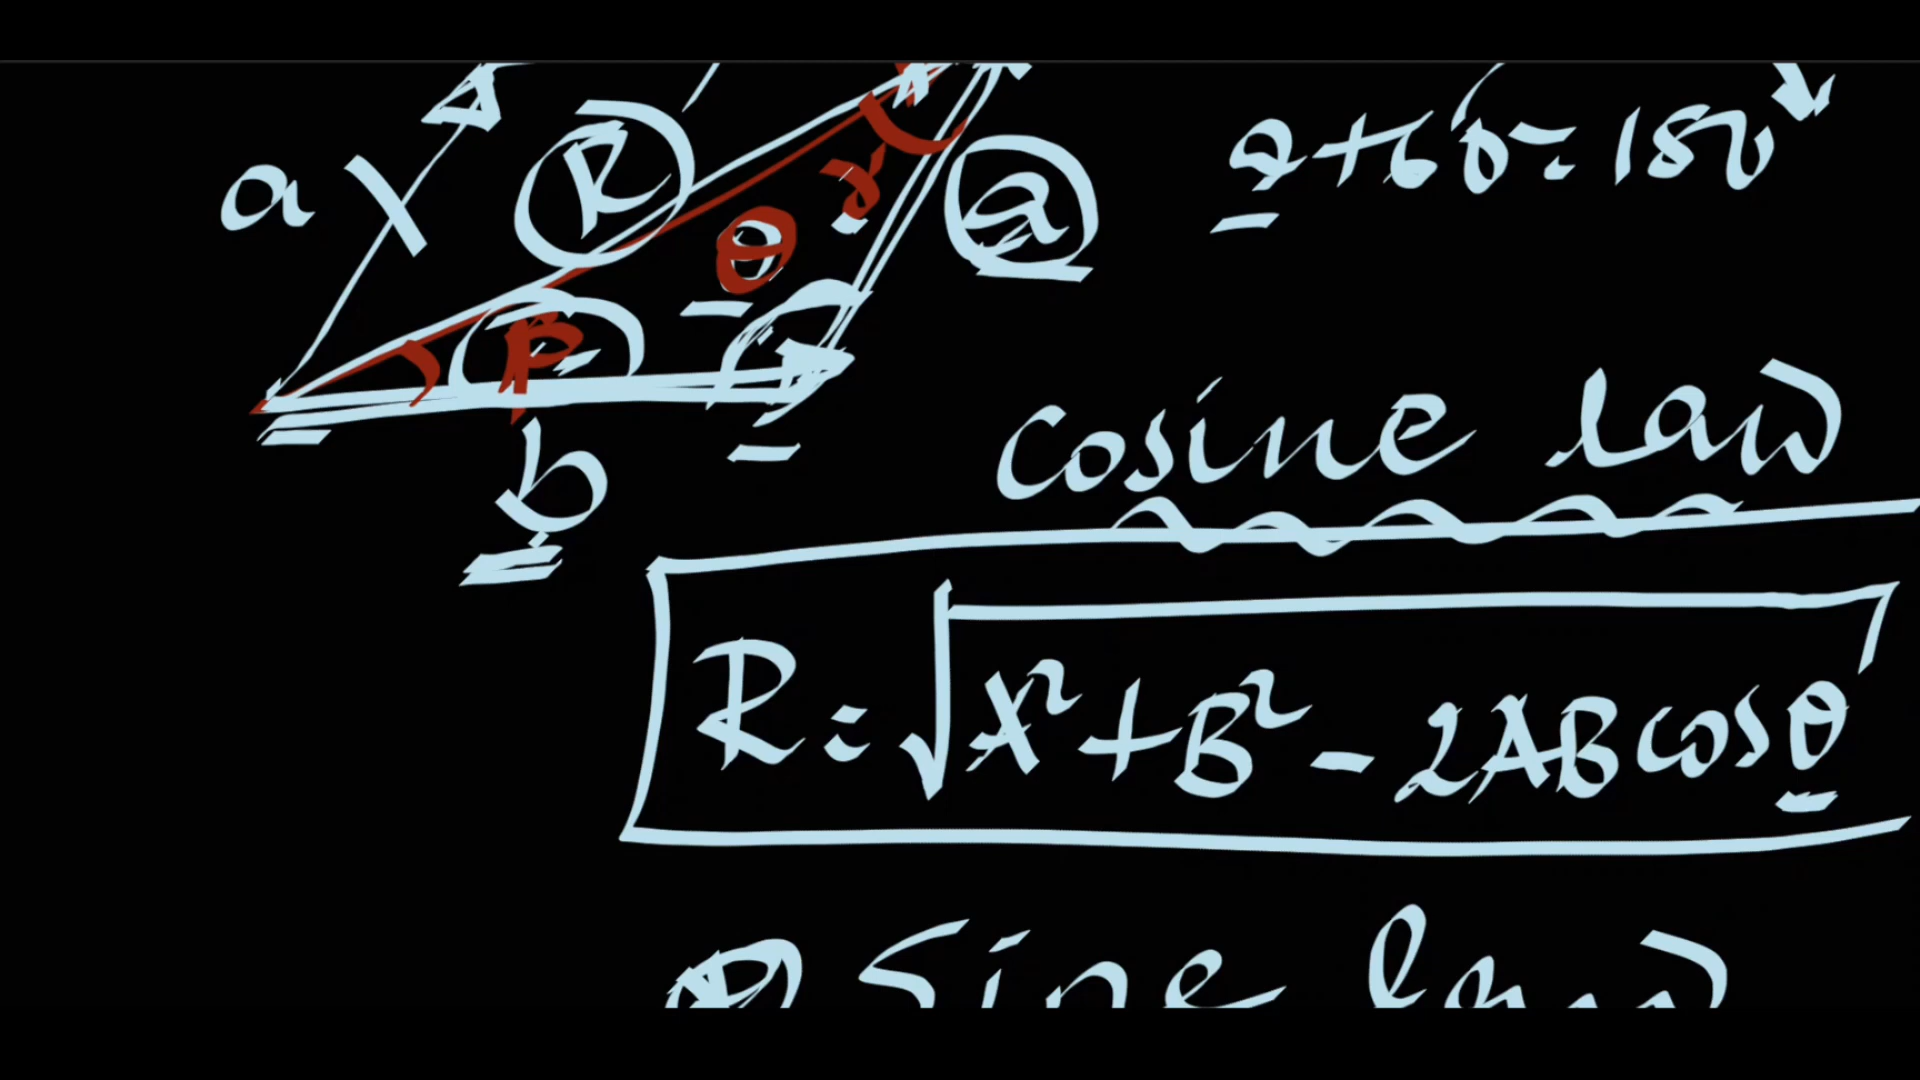 a R a
θ+60=180
θ
β
b
cosine law
R=√A²+B²-2ABcosθ
Sine law